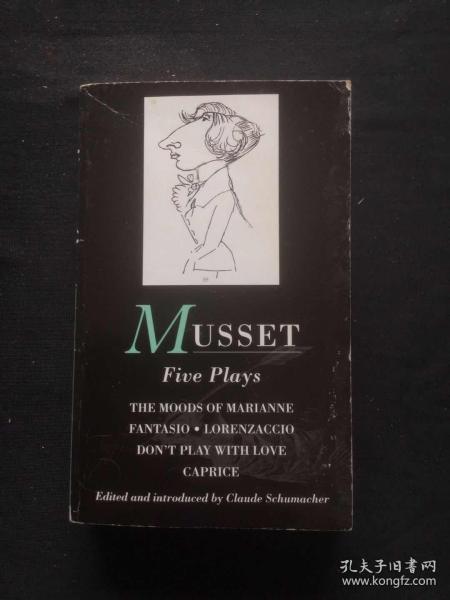 MUSSET
Five Plays
THE MOODS OF MARIANNE
FANTASIO • LORENZACCIO
DON'T PLAY WITH LOVE
CAPRICE
Edited and introduced by Claude Schumacher
孔夫子旧书网
www.kongfz.com